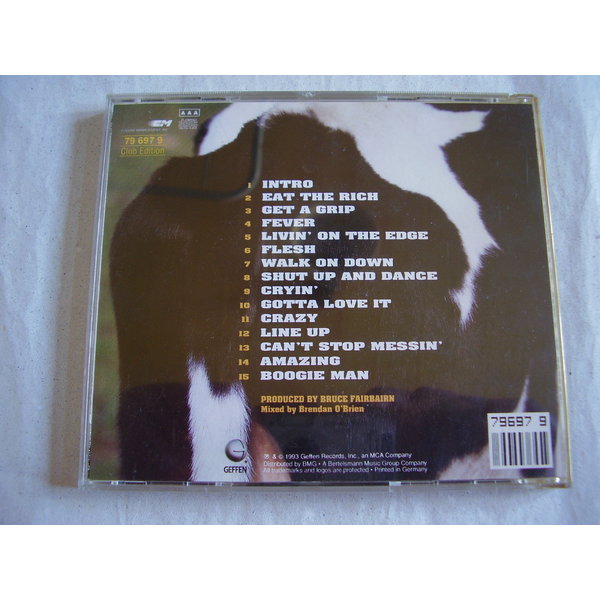 EM
AAA
79 697 9
Club Edition
1 INTRO
2 EAT THE RICH
3 GET A GRIP
4 FEVER
5 LIVIN' ON THE EDGE
6 FLESH
7 WALK ON DOWN
8 SHUT UP AND DANCE
9 CRYIN'
10 GOTTA LOVE IT
11 CRAZY
12 LINE UP
13 CAN'T STOP MESSIN'
14 AMAZING
15 BOOGIE MAN
PRODUCED BY BRUCE FAIRBAIRN
Mixed by Brendan O'Brien
79697 9
GEFFEN
℗ & © 1993 Geffen Records, Inc., an MCA Company
Distributed by BMG • A Bertelsmann Music Group Company
All trademarks and logos are protected • Printed in Germany